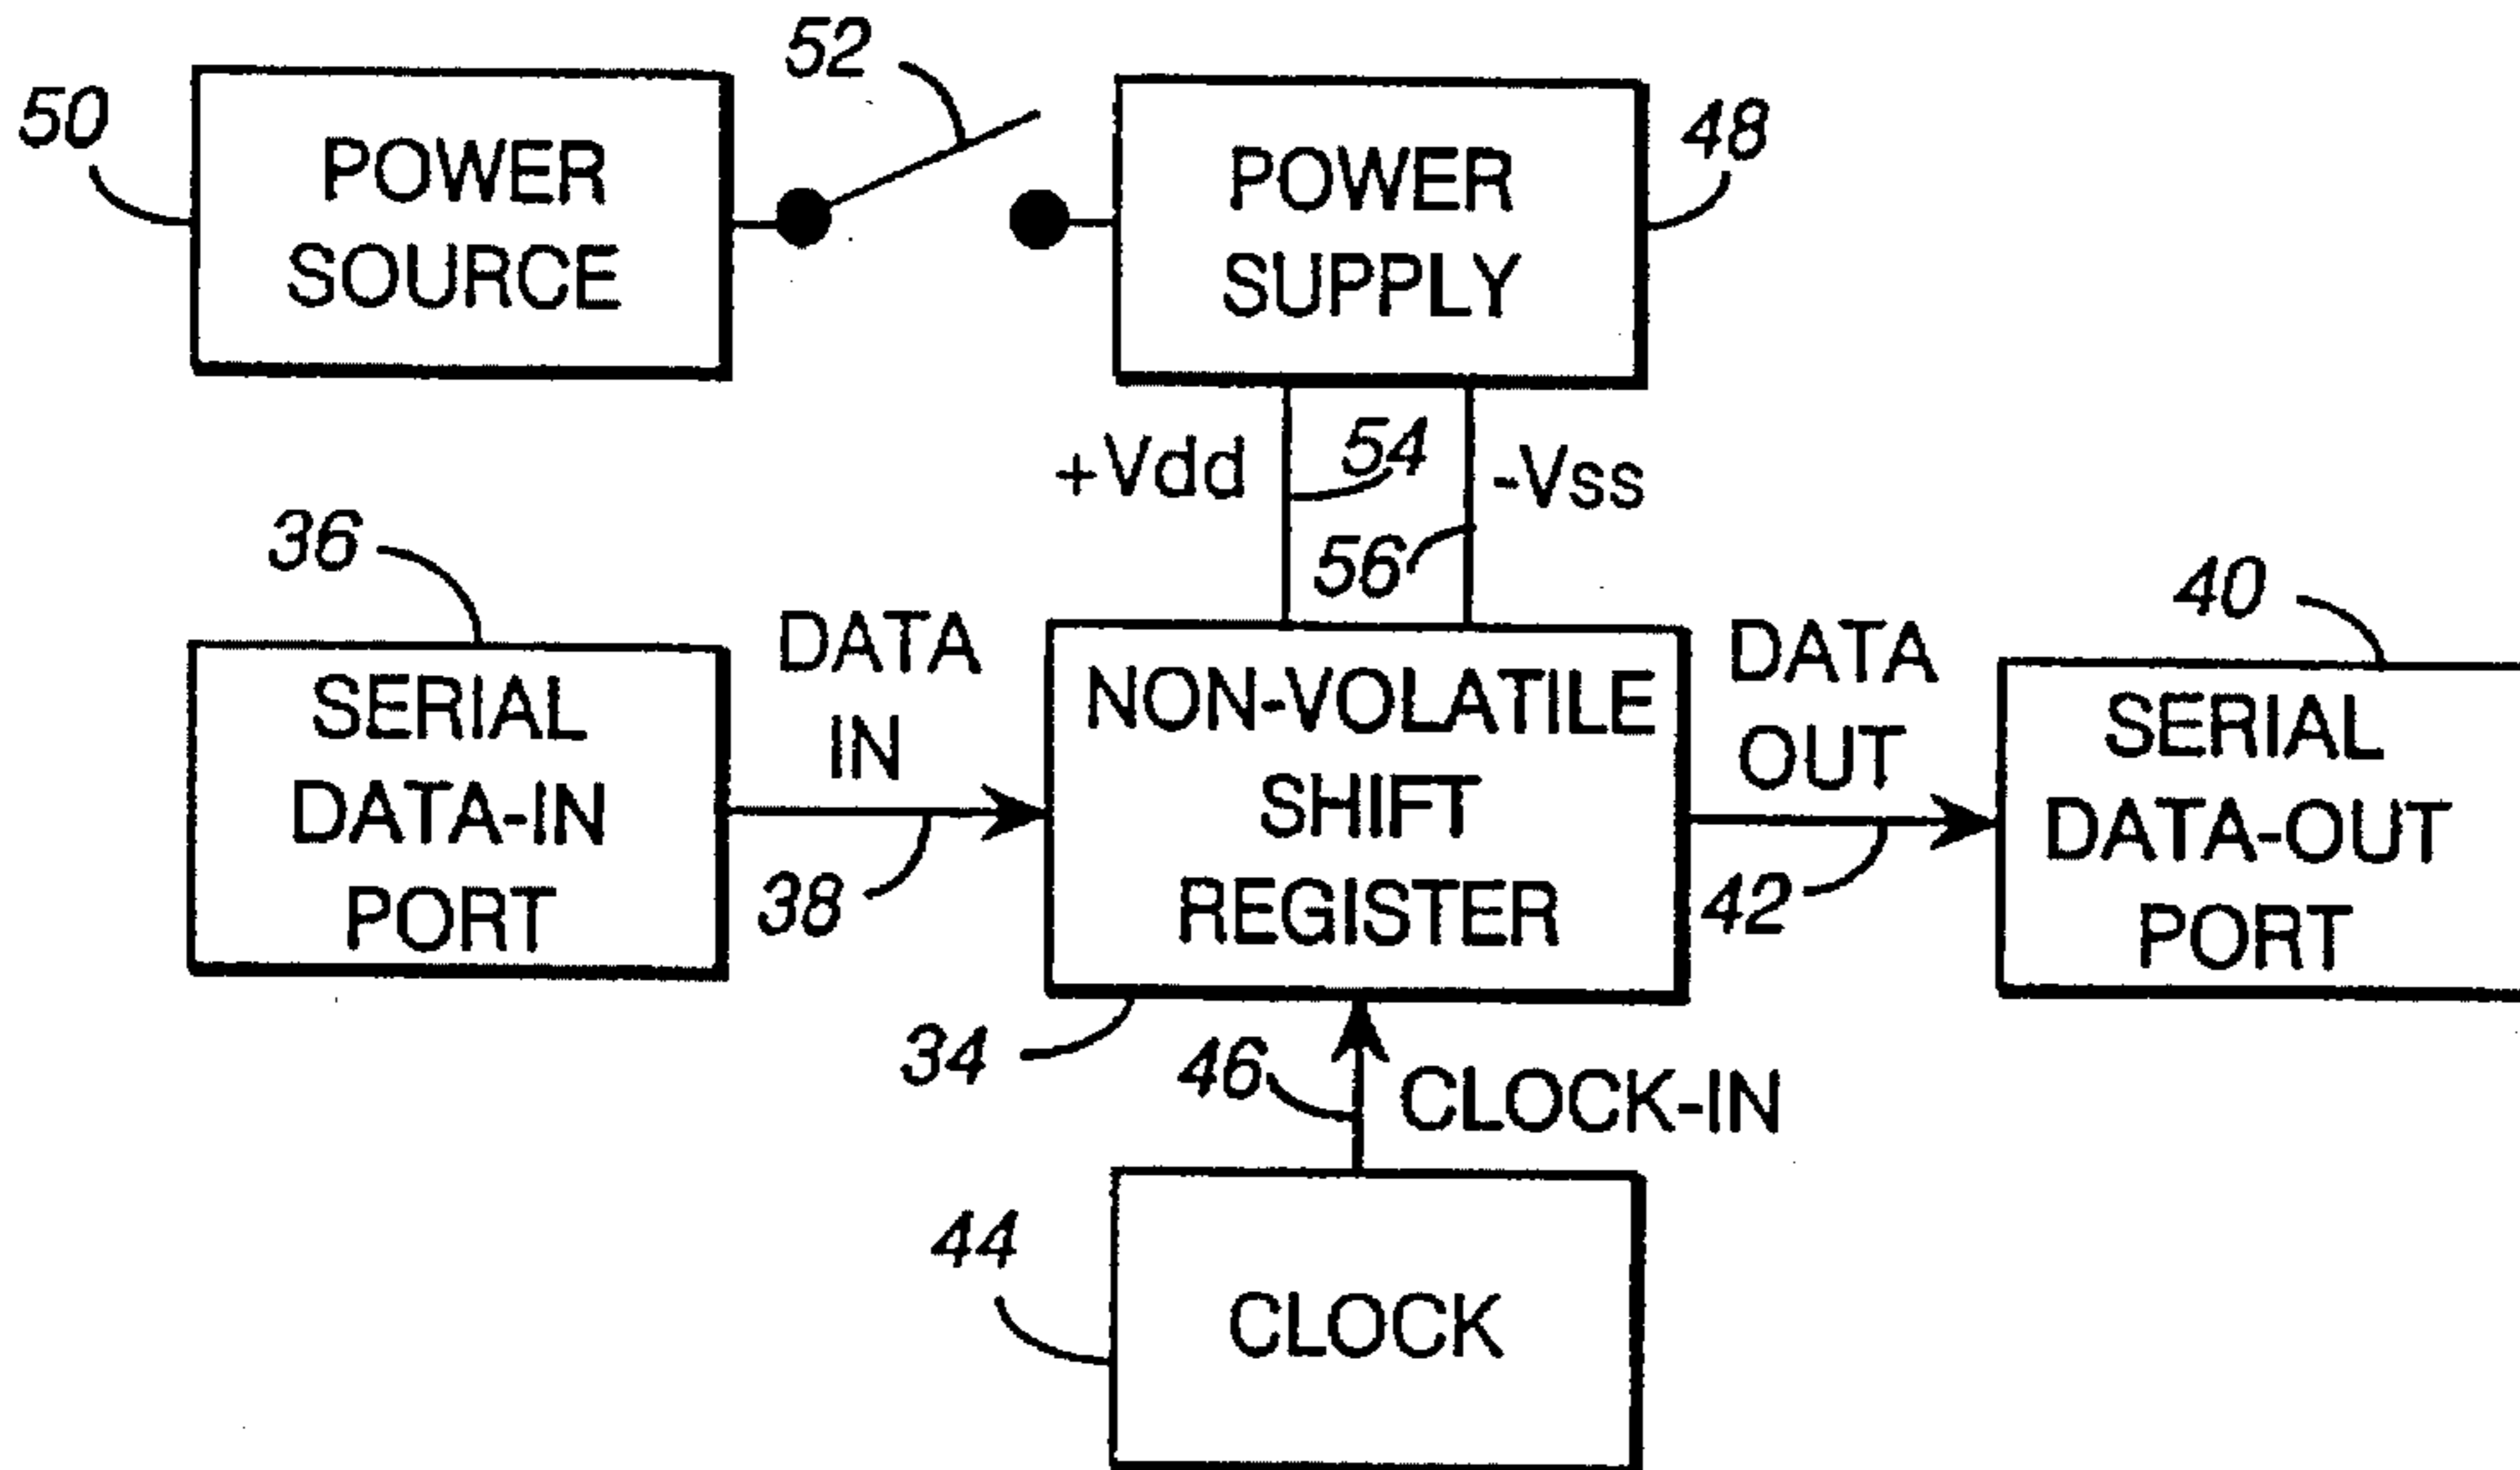 52
50
POWER
SOURCE
POWER
SUPPLY
48
+Vdd
54
-Vss
56
36
SERIAL
DATA-IN
PORT
DATA
IN
38
NON-VOLATILE
SHIFT
REGISTER
34
DATA
OUT
42
40
SERIAL
DATA-OUT
PORT
46
CLOCK-IN
44
CLOCK